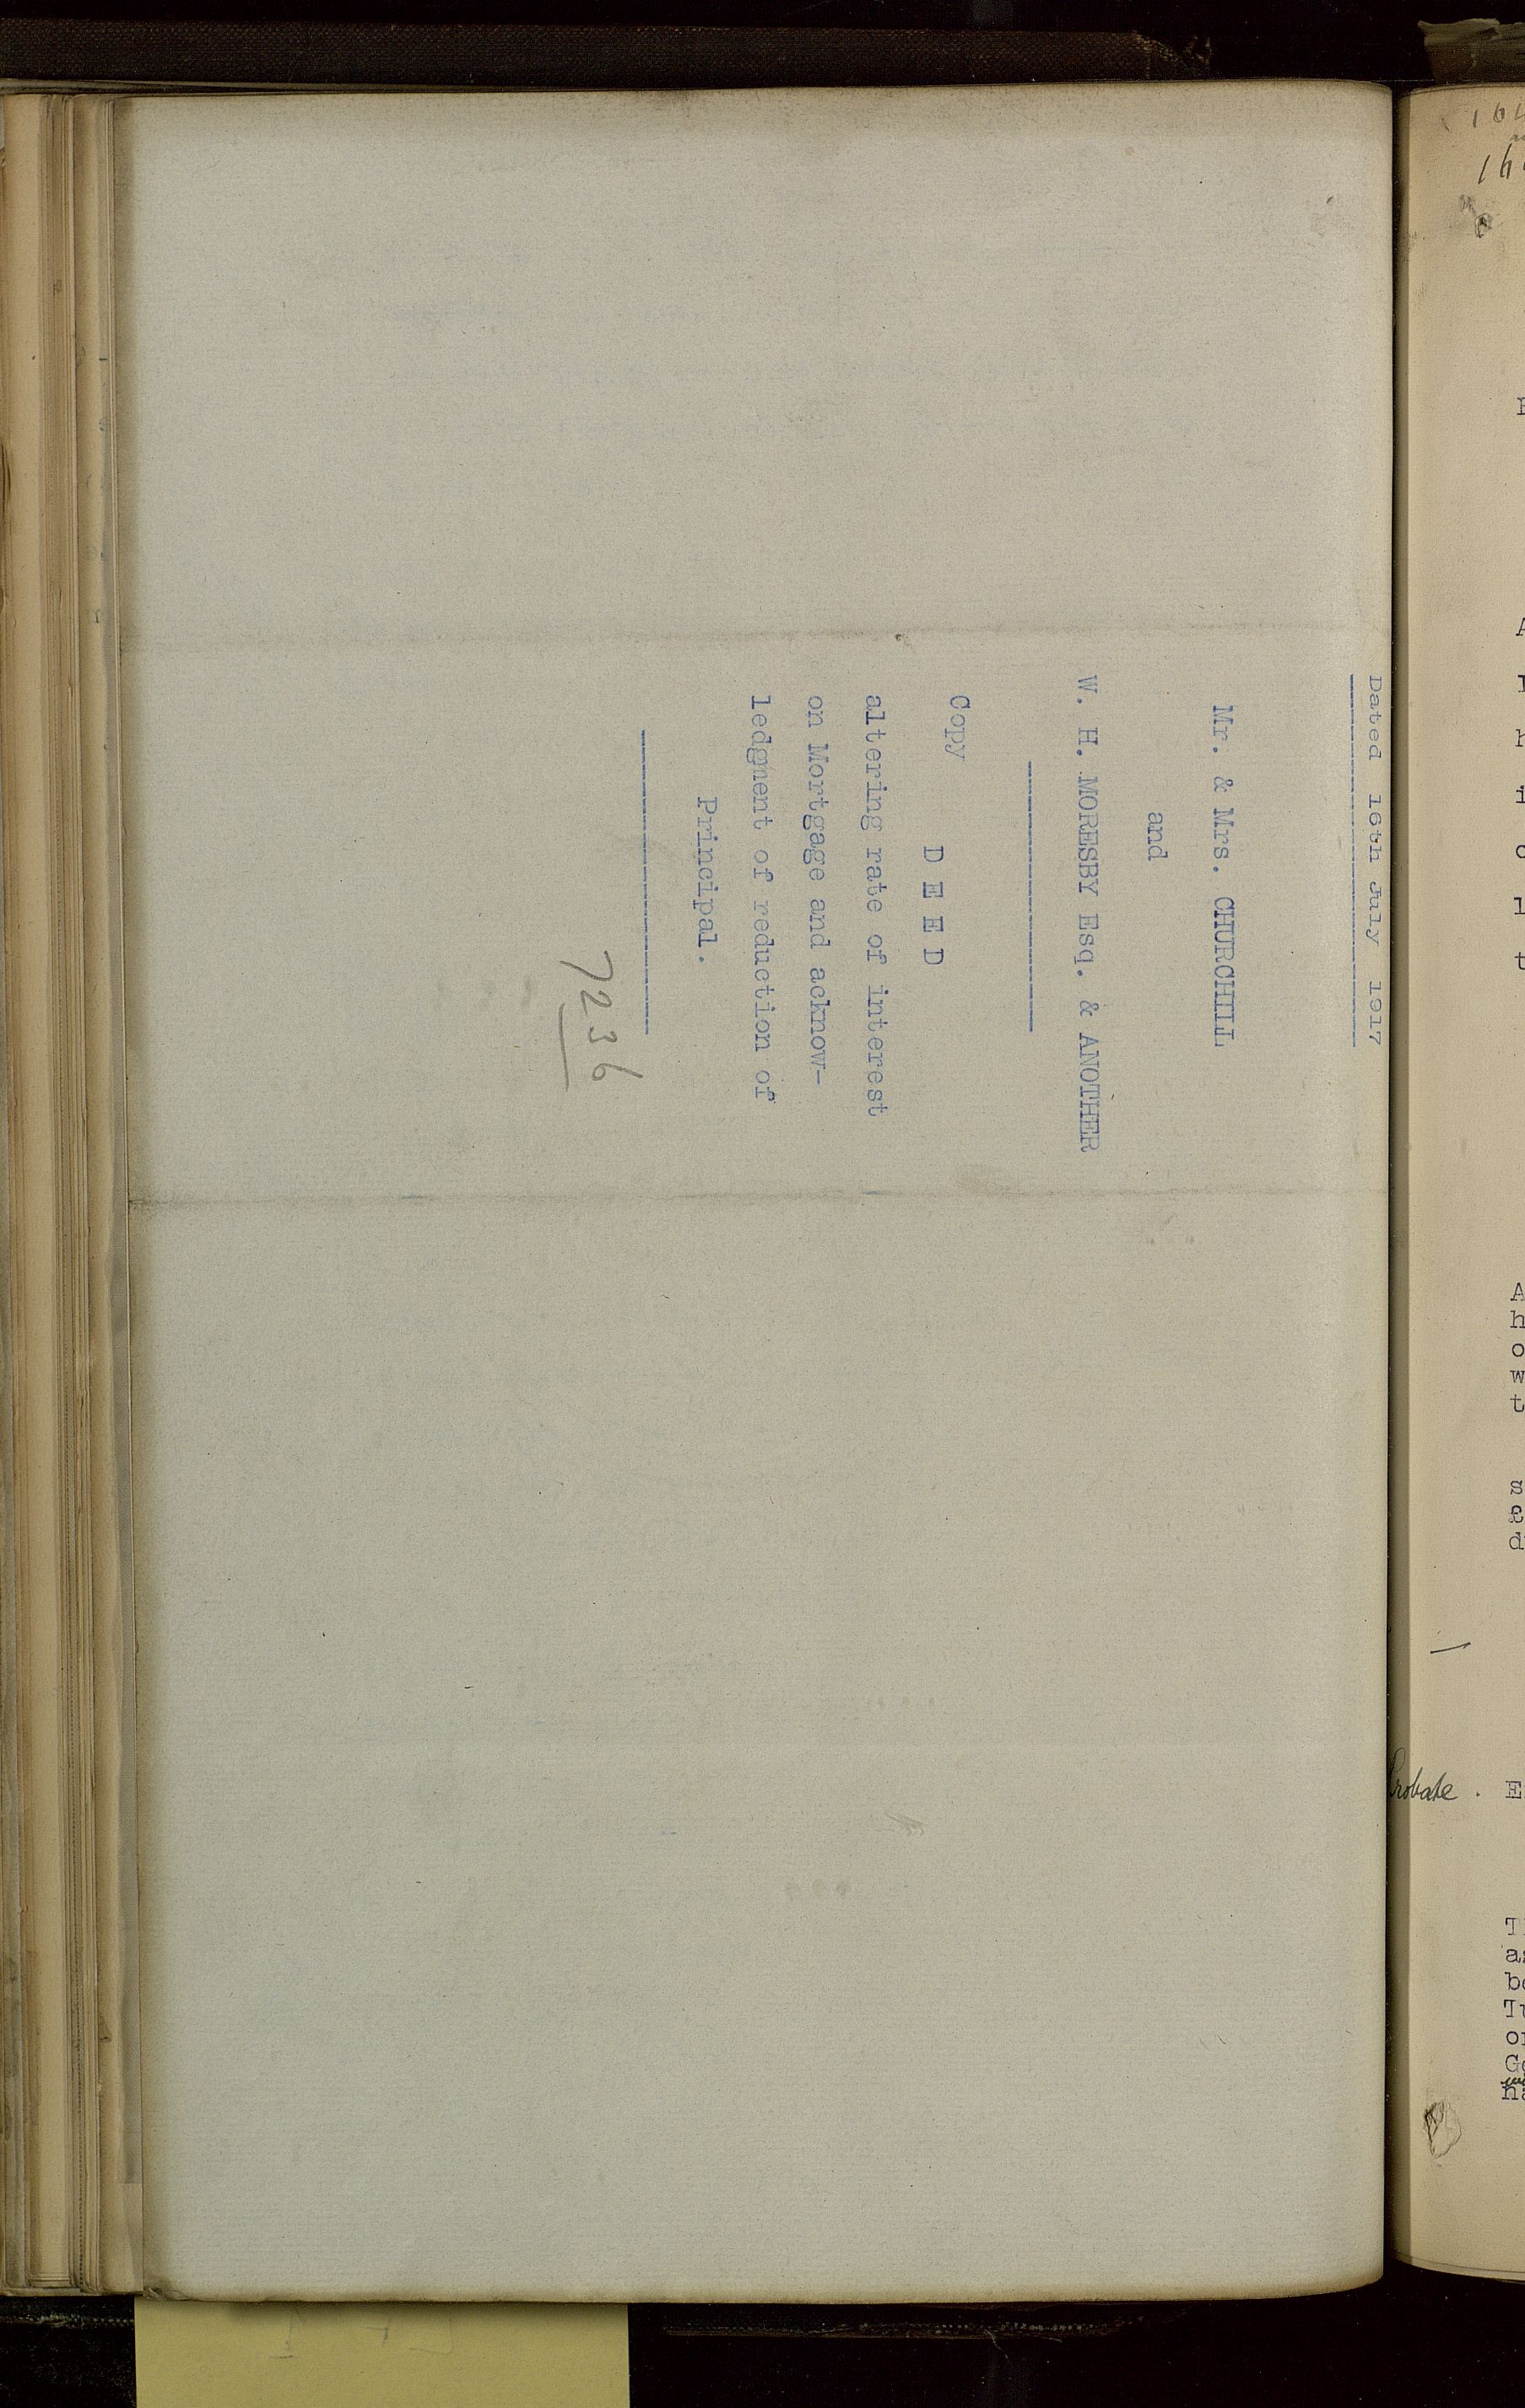 Dated 16th July 1917
Mr. & Mrs. CHURCHILL
and
W. H. MORESBY Esq. & ANOTHER
Copy
D E E D
altering rate of interest
on Mortgage and acknow-
ledgment of reduction of
Principal.
7236
Probate.